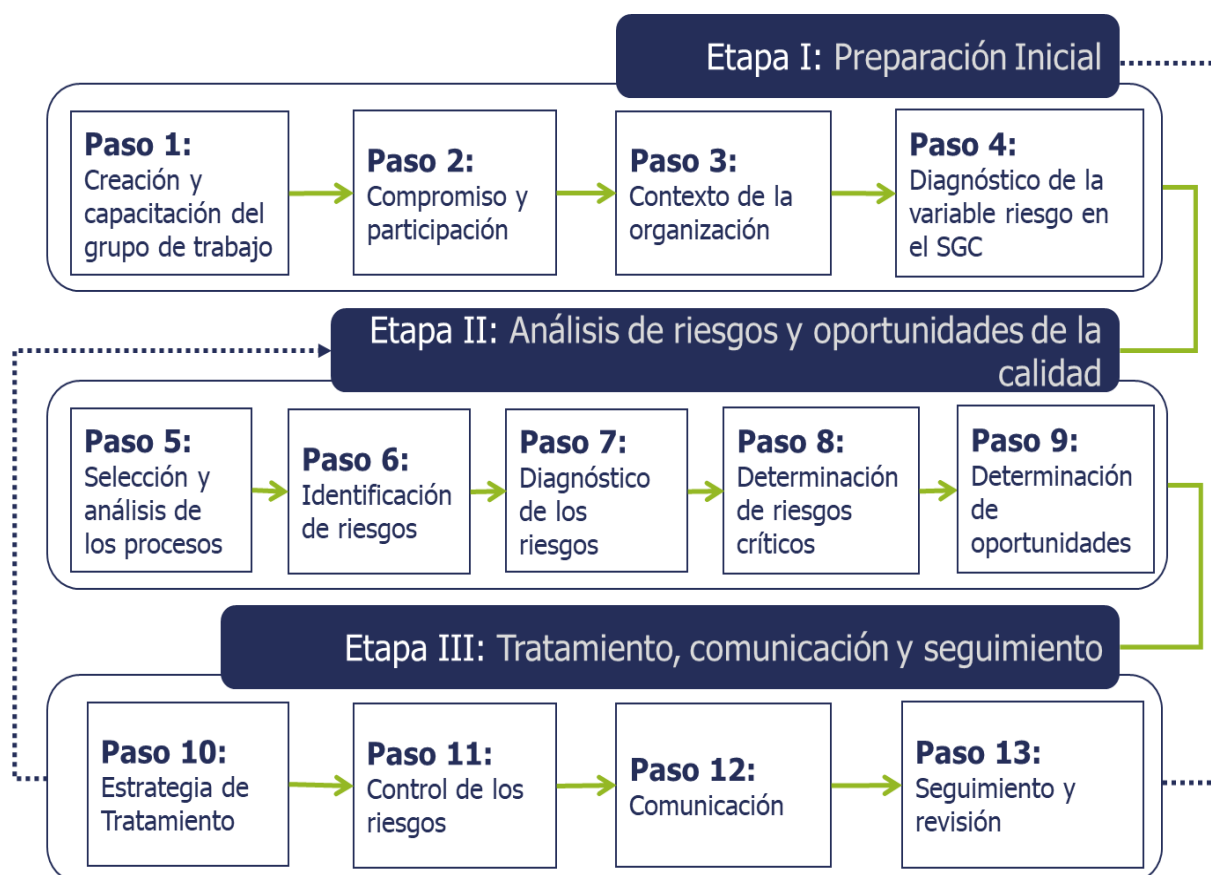 Etapa I: Preparación Inicial
Paso 1:
Creación y
capacitación del
grupo de trabajo
Paso 2:
Compromiso y
participación
Paso 3:
Contexto de la
organización
Paso 4:
Diagnóstico de la
variable riesgo en
el SGC
Etapa II: Análisis de riesgos y oportunidades de la
calidad
Paso 5:
Selección y
análisis de
los procesos
Paso 6:
Identificación
de riesgos
Paso 7:
Diagnóstico
de los
riesgos
Paso 8:
Determinación
de riesgos
críticos
Paso 9:
Determinación
de
oportunidades
Etapa III: Tratamiento, comunicación y seguimiento
Paso 10:
Estrategia de
Tratamiento
Paso 11:
Control de los
riesgos
Paso 12:
Comunicación
Paso 13:
Seguimiento y
revisión